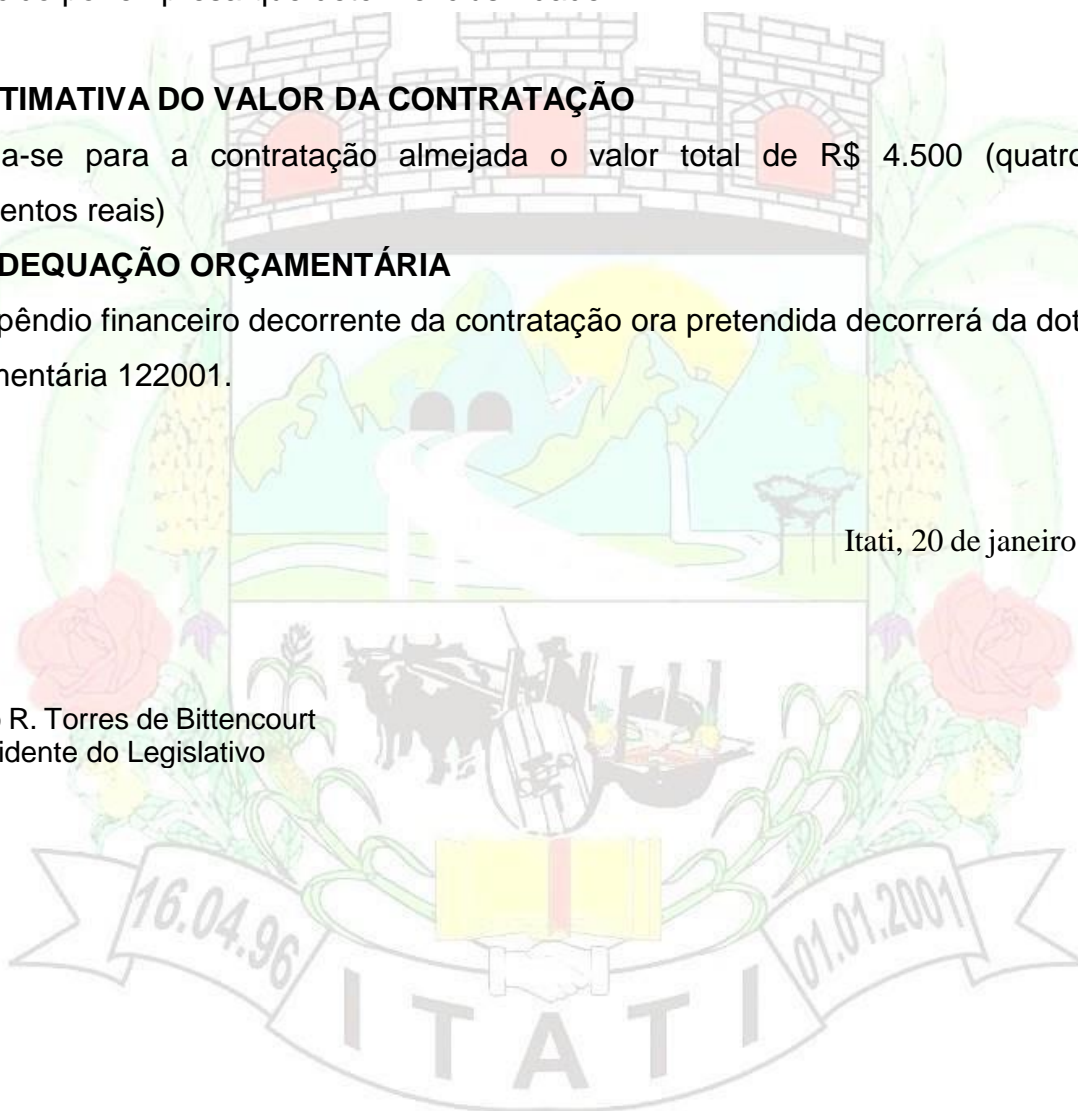 TIMATIVA DO VALOR DA CONTRATAÇÃO
a-se para a contratação almejada o valor total de R$ 4.500 (quatro
entos reais)
DEQUAÇÃO ORÇAMENTÁRIA
pêndio financeiro decorrente da contratação ora pretendida decorrerá da dot
mentária 122001.
Itati, 20 de janeiro
R. Torres de Bittencourt
idente do Legislativo
16.04.96
01.01.2001
ITATI